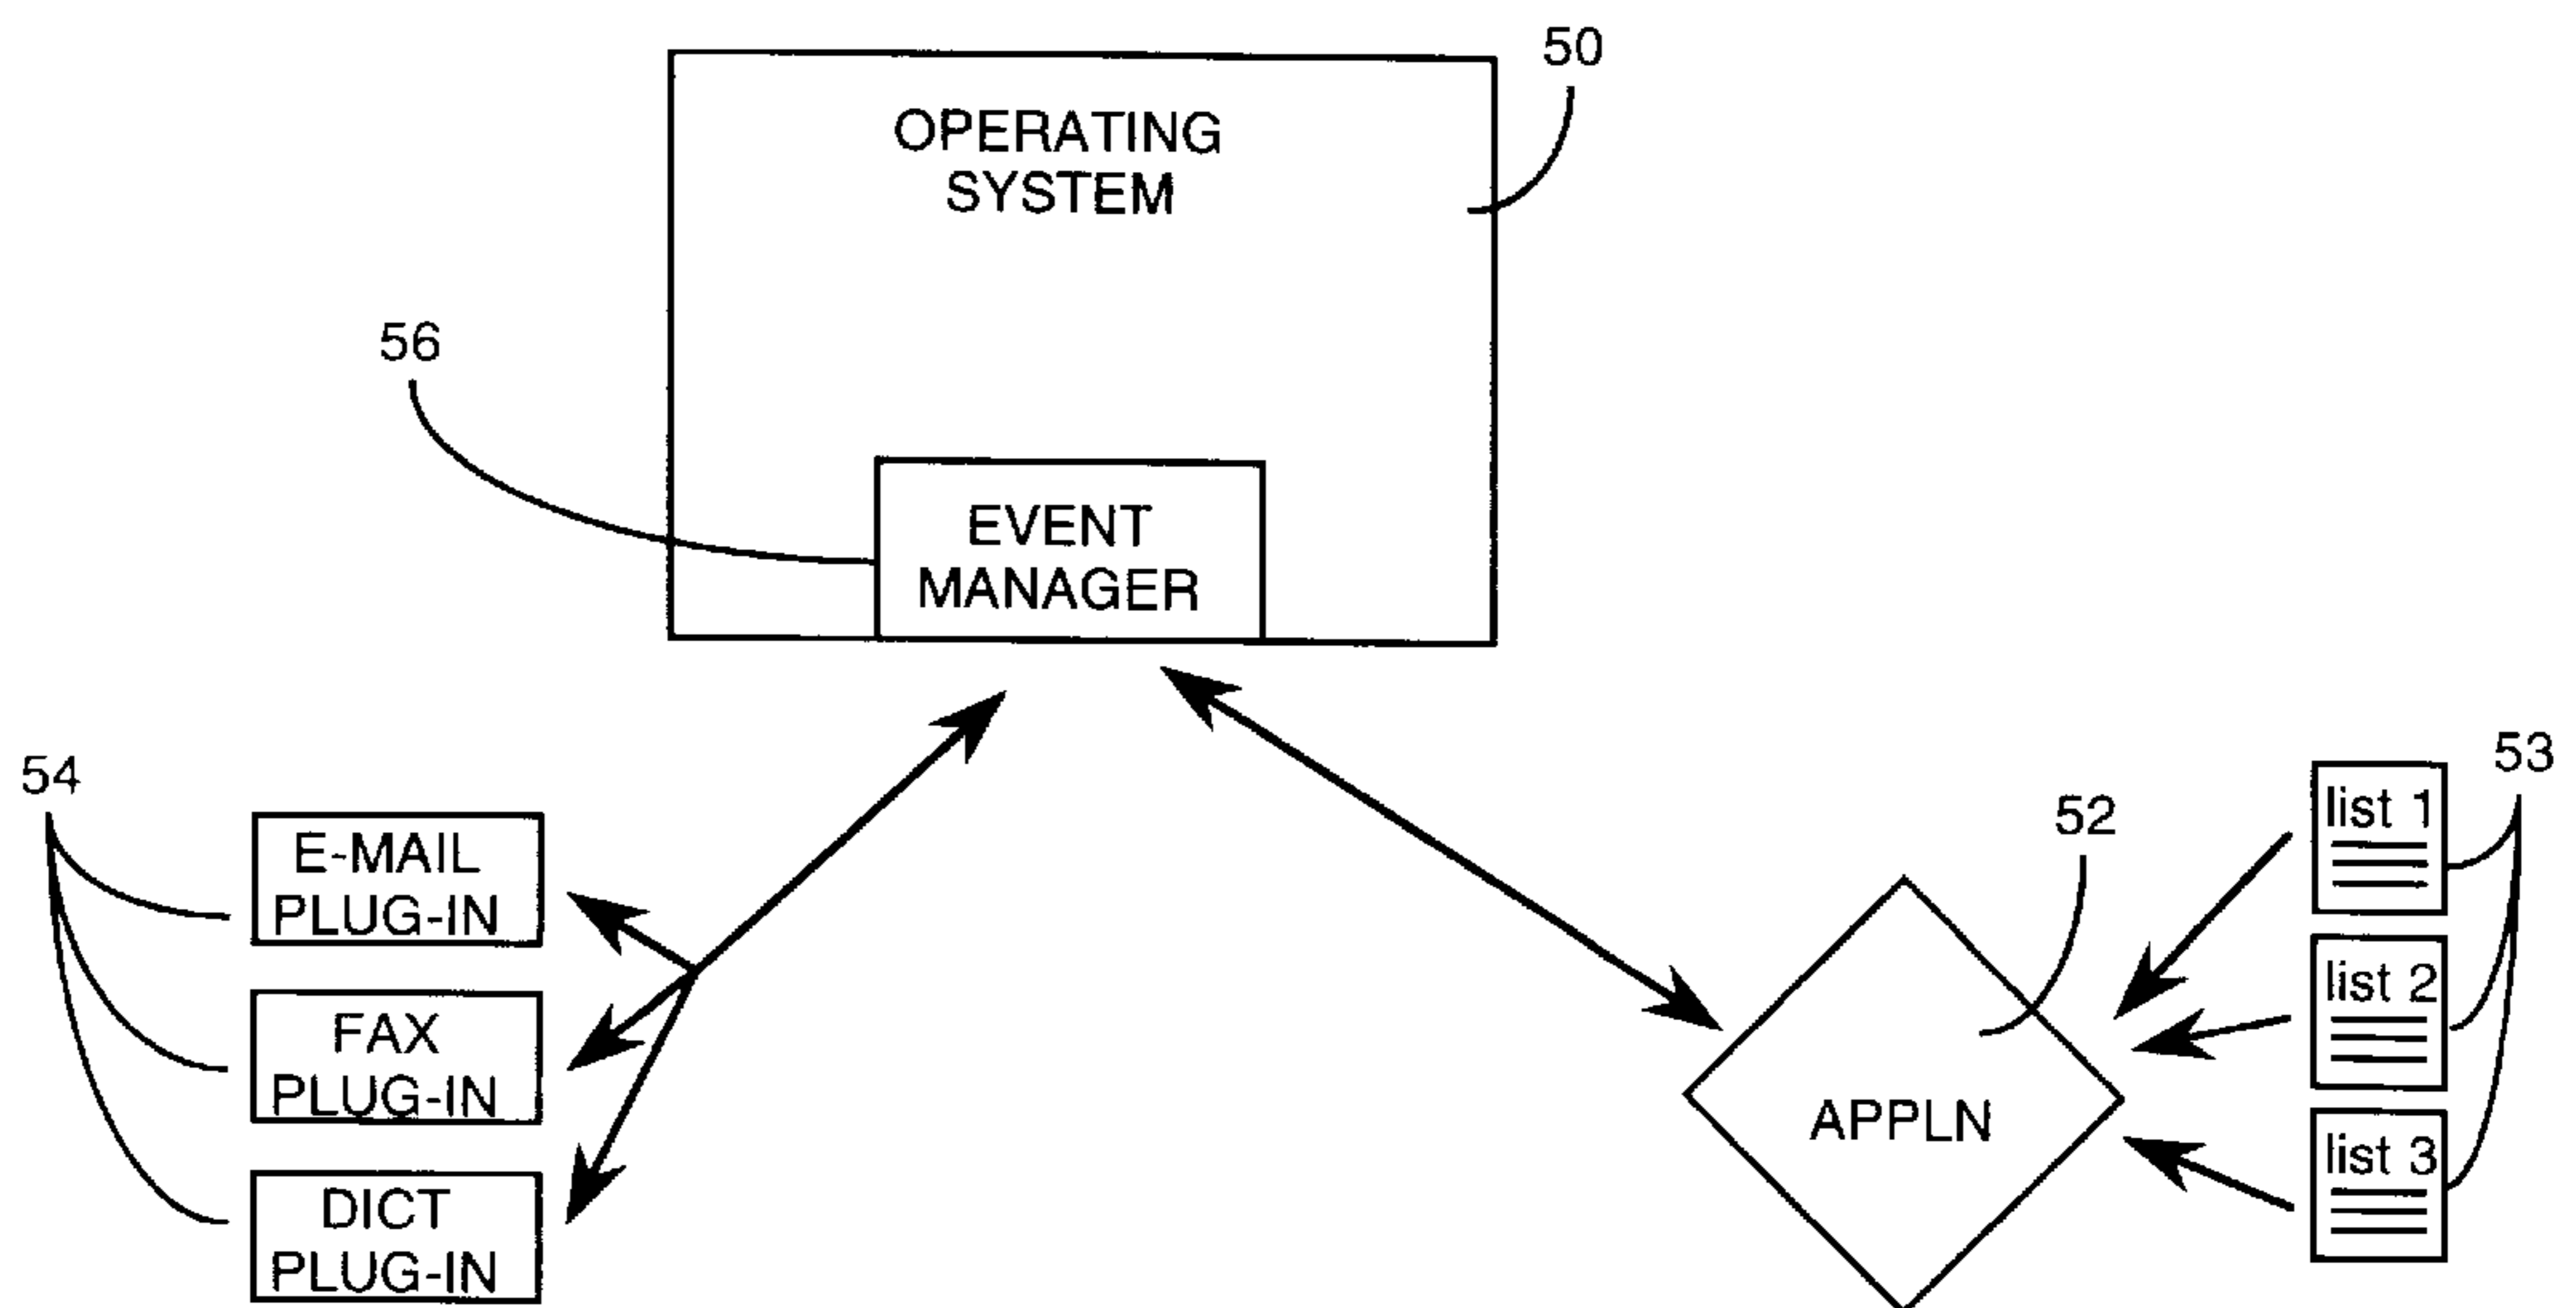 50
OPERATING
SYSTEM
56
EVENT
MANAGER
54
E-MAIL
PLUG-IN
FAX
PLUG-IN
DICT
PLUG-IN
52
APPLN
53
list 1
list 2
list 3